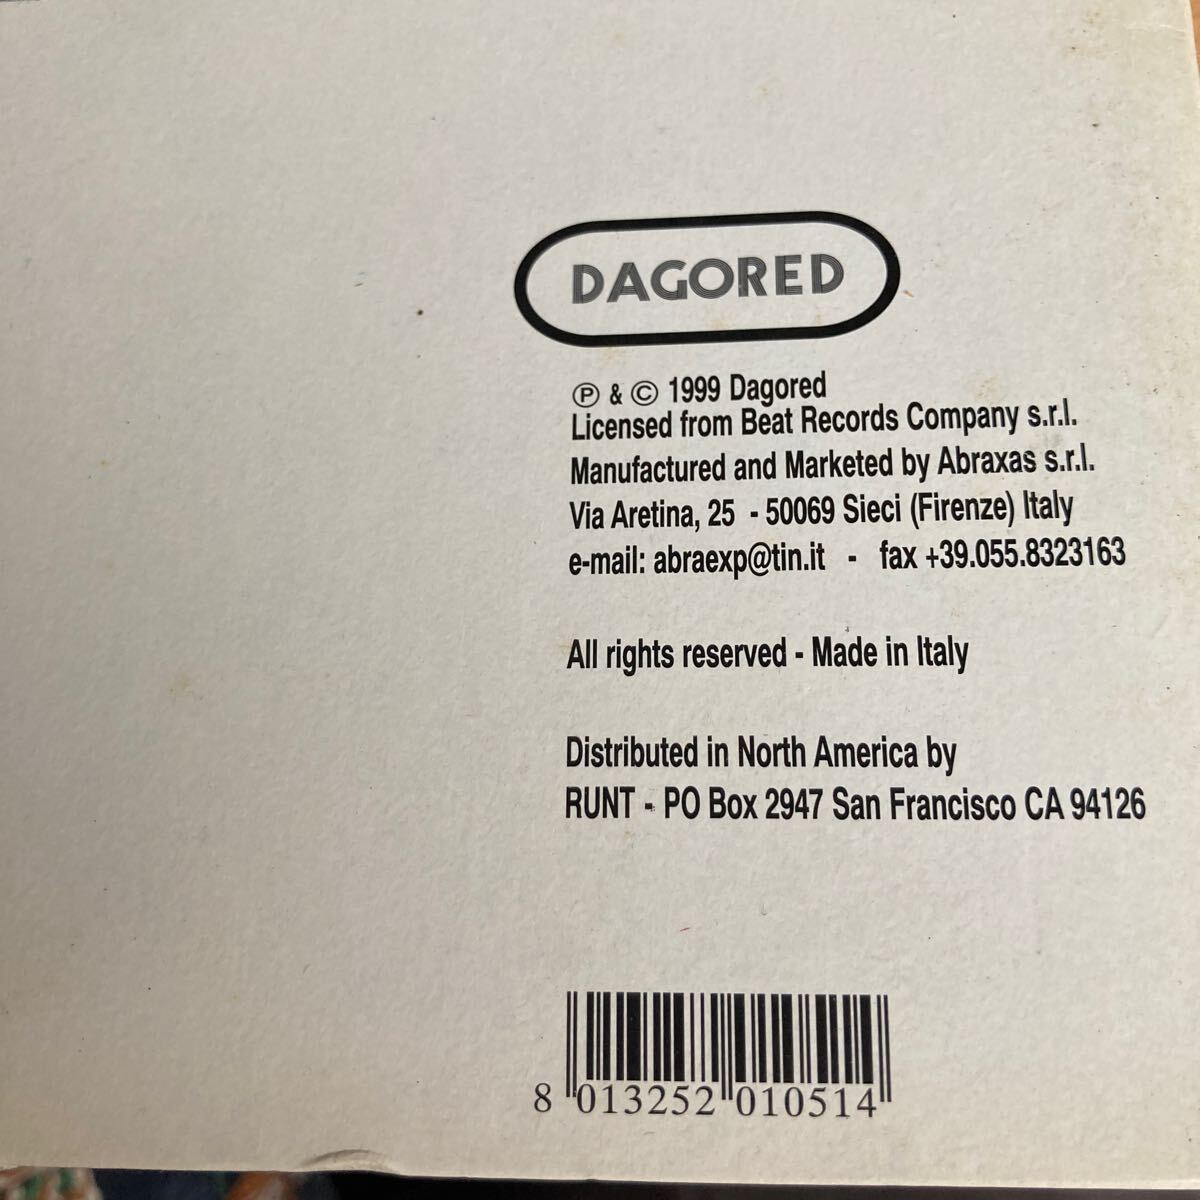 DAGORED
℗ & © 1999 Dagored
Licensed from Beat Records Company s.r.l.
Manufactured and Marketed by Abraxas s.r.l.
Via Aretina, 25 - 50069 Sieci (Firenze) Italy
e-mail: abraexp@tin.it - fax +39.055.8323163
All rights reserved - Made in Italy
Distributed in North America by
RUNT - PO Box 2947 San Francisco CA 94126
8 013252 010514